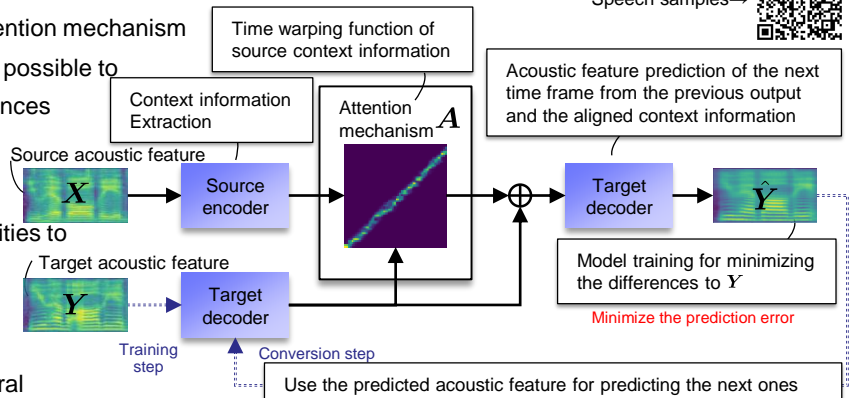 Speech samples→
ention mechanism
possible to
nces
ities to
ral
Time warping function of
source context information
Context information
Extraction
Attention
mechanism A
Acoustic feature prediction of the next
time frame from the previous output
and the aligned context information
Source acoustic feature
X
Source
encoder
Target
decoder
Ŷ
Target acoustic feature
Y
Target
decoder
Model training for minimizing
the differences to Y
Minimize the prediction error
Training
step
Conversion step
Use the predicted acoustic feature for predicting the next ones